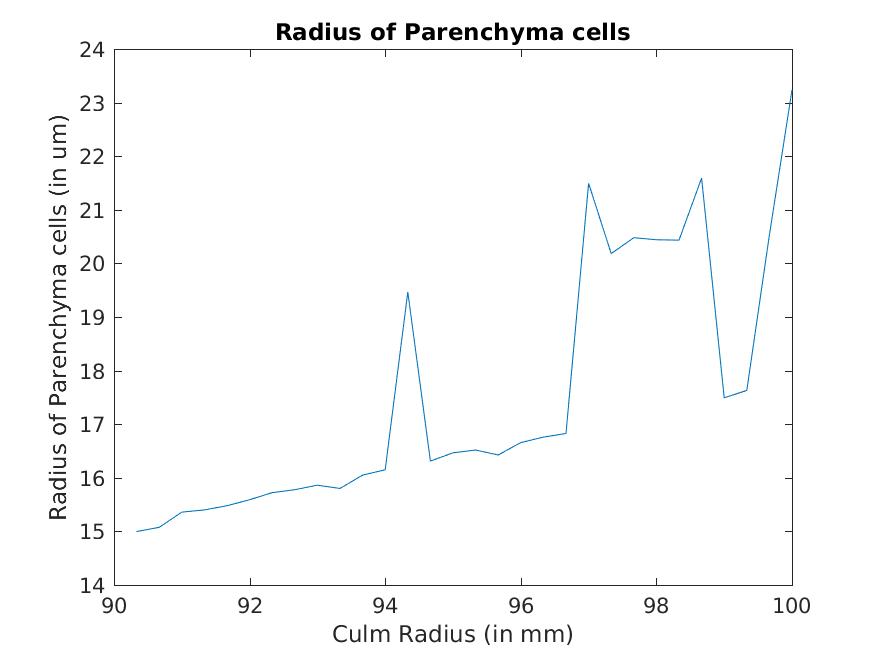 Radius of Parenchyma cells
24
23
22
21
20
19
18
17
16
15
14
Radius of Parenchyma cells (in um)
90 92 94 96 98 100
Culm Radius (in mm)